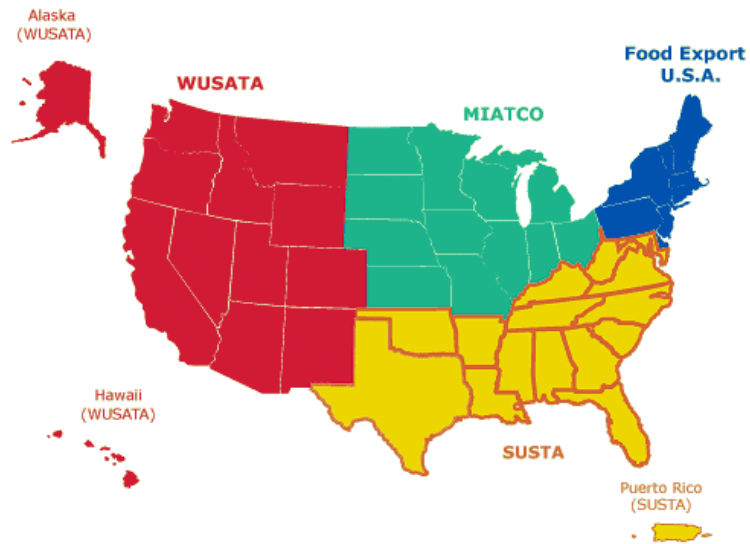 Alaska
(WUSATA)
WUSATA
Food Export
U.S.A.
MIATCO
Hawaii
(WUSATA)
SUSTA
Puerto Rico
(SUSTA)